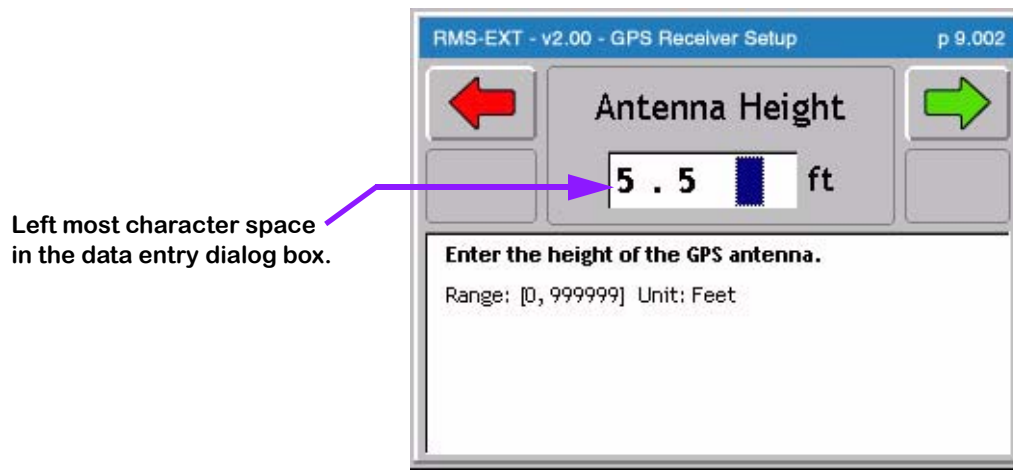 RMS-EXT - v2.00 - GPS Receiver Setup p 9.002
Antenna Height
5 . 5 ft
Left most character space
in the data entry dialog box.
Enter the height of the GPS antenna.
Range: [0, 999999] Unit: Feet